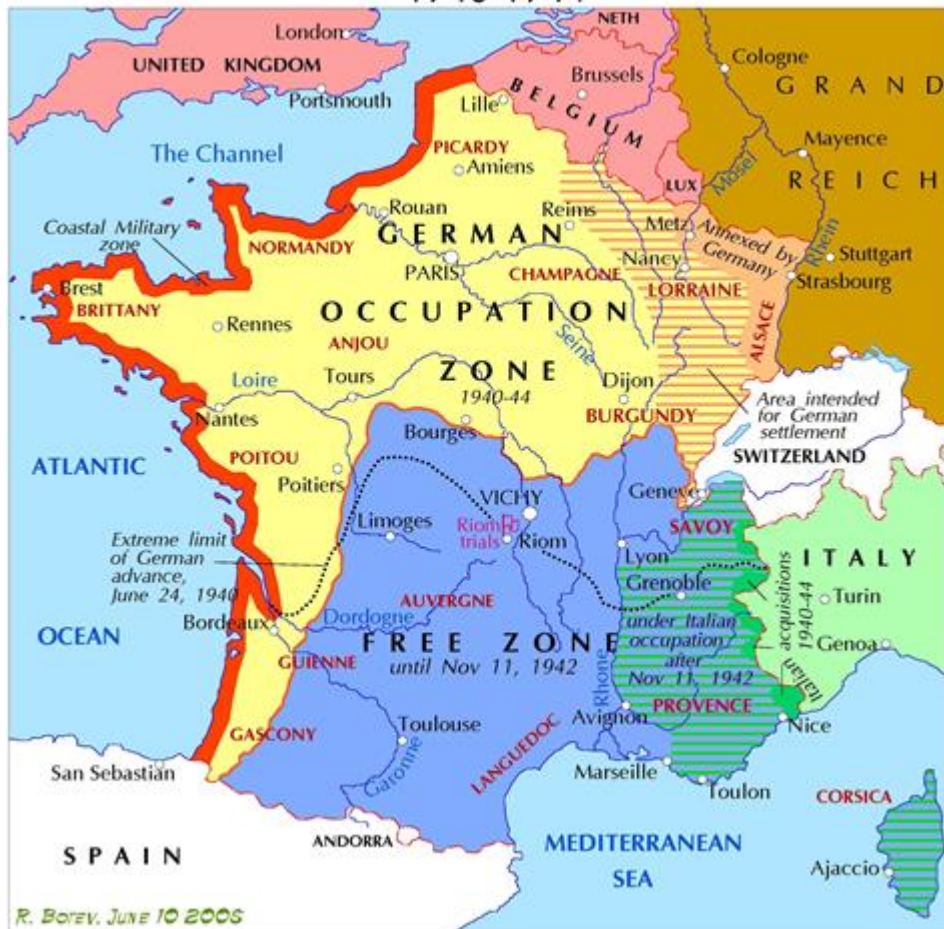 London
UNITED KINGDOM
Portsmouth
NETH
Brussels
BELGIUM
Lille
Cologne
GRAND
REICH
Mayence
Mosel
LUX
The Channel
PICARDY
Amiens
Rouan
Reims
Metz
Annexed by
Germany
Rhein
Stuttgart
Strasbourg
Coastal Military
zone
NORMANDY
GERMAN
PARIS
CHAMPAGNE
Nancy
LORRAINE
ALSACE
Brest
BRITTANY
Rennes
OCCUPATION
ANJOU
Seine
ZONE
1940-44
Loire
Tours
Dijon
BURGUNDY
Area intended
for German
settlement
Nantes
Bourges
SWITZERLAND
ATLANTIC
OCEAN
POITOU
Poitiers
VICHY
Geneve
SAVOY
Limoges
Riom
trials
Riom
Lyon
ITALY
Extreme limit
of German
advance,
June 24, 1940
Grenoble
Turin
Italian
acquisitions
1940-44
AUVERGNE
Dordogne
Bordeaux
FREE ZONE
until Nov 11, 1942
under Italian
occupation
after
Nov 11, 1942
Genoa
GUIENNE
Rhone
PROVENCE
Avignon
Nice
GASCONY
Toulouse
Garonne
LANGUEDOC
San Sebastian
Marseille
Toulon
CORSICA
ANDORRA
SPAIN
MEDITERRANEAN
SEA
Ajaccio
R. Botev. June 10 2005